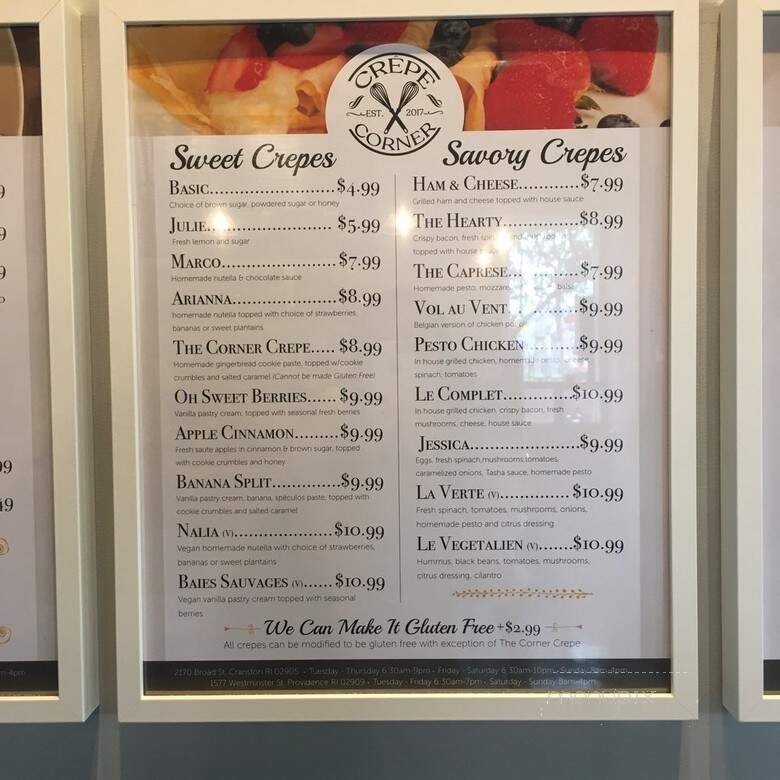 CRÊPE
EST. 2017
CORNER
Sweet Crepes
BASIC.........................$4.99
Choice of brown sugar, powdered sugar or honey
JULIE......................... $5.99
Fresh lemon and sugar
MARCO......................... $7.99
Homemade nutella & chocolate sauce
ARIANNA..................... $8.99
homemade nutella topped with choice of strawberries,
bananas or sweet plantains
THE CORNER CREPE..... $8.99
Homemade gingerbread cookie paste, topped w/cookie
crumbles and salted caramel (Cannot be made Gluten Free)
OH SWEET BERRIES...... $9.99
Vanilla pastry cream, topped with seasonal fresh berries
APPLE CINNAMON.........$9.99
Fresh saute apples in cinnamon & brown sugar, topped
with cookie crumbles and honey
BANANA SPLIT..............$9.99
Vanilla pastry cream, banana, speculos paste, topped with
cookie crumbles and salted caramel
NALIA (V)....................$10.99
Vegan homemade nutella with choice of strawberries,
bananas or sweet plantains
BAIES SAUVAGES (V)...... $10.99
Vegan vanilla pastry cream topped with seasonal
berries
Savory Crepes
HAM & CHEESE............$7.99
Grilled ham and cheese topped with house sauce
THE HEARTY...............$8.99
Crispy bacon, fresh
topped with house
THE CAPRESE..............$7.99
Homemade pesto,
VOL AU VENT..............$9.99
Belgian version of chicken
PESTO CHICKEN...........$9.99
In house grilled chicken, homemade pesto, cheese
spinach, tomatoes
LE COMPLET..............$10.99
In house grilled chicken, crispy bacon, fresh
mushrooms, cheese, house sauce
JESSICA......................$9.99
Eggs, fresh spinach,mushrooms,tomatoes,
caramelized onions, Tasha sauce, homemade pesto
LA VERTE (V).............. $10.99
Fresh spinach, tomatoes, mushrooms, onions,
homemade pesto and citrus dressing
LE VEGETALIEN (V).......$10.99
Hummus, black beans, tomatoes, mushrooms,
citrus dressing, cilantro
We Can Make It Gluten Free +$2.99
All crepes can be modified to be gluten free with exception of The Corner Crepe
2170 Broad St. Cranston RI 02905 • Tuesday - Thursday 6:30am-9pm • Friday - Saturday 6:30am-10pm • Sunday 8am-4pm
1577 Westminster St. Providence RI 02909 • Tuesday - Friday 6:30am-7pm • Saturday - Sunday 8am-4pm